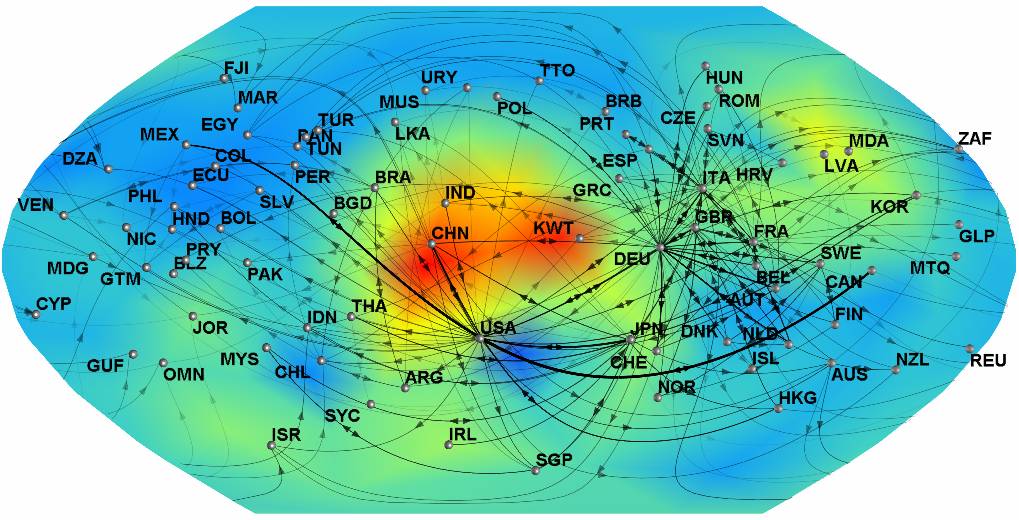 FJI
URY
TTO
HUN
MAR
MUS
POL
BRB
ROM
EGY
TUR
LKA
PRT
CZE
MEX
PAN
TUN
SVN
DZA
COL
ESP
MDA
ZAF
ECU
PER
BRA
IND
GRC
ITA
HRV
LVA
PHL
SLV
BGD
VEN
HND
BOL
CHN
KWT
GBR
KOR
NIC
PRY
FRA
GLP
MDG
GTM
BLZ
PAK
DEU
BEL
SWE
MTQ
CYP
JOR
IDN
THA
USA
JPN
AUT
CAN
DNK
NLD
FIN
GUF
OMN
MYS
CHL
ARG
CHE
ISL
AUS
NZL
REU
SYC
NOR
HKG
ISR
IRL
SGP